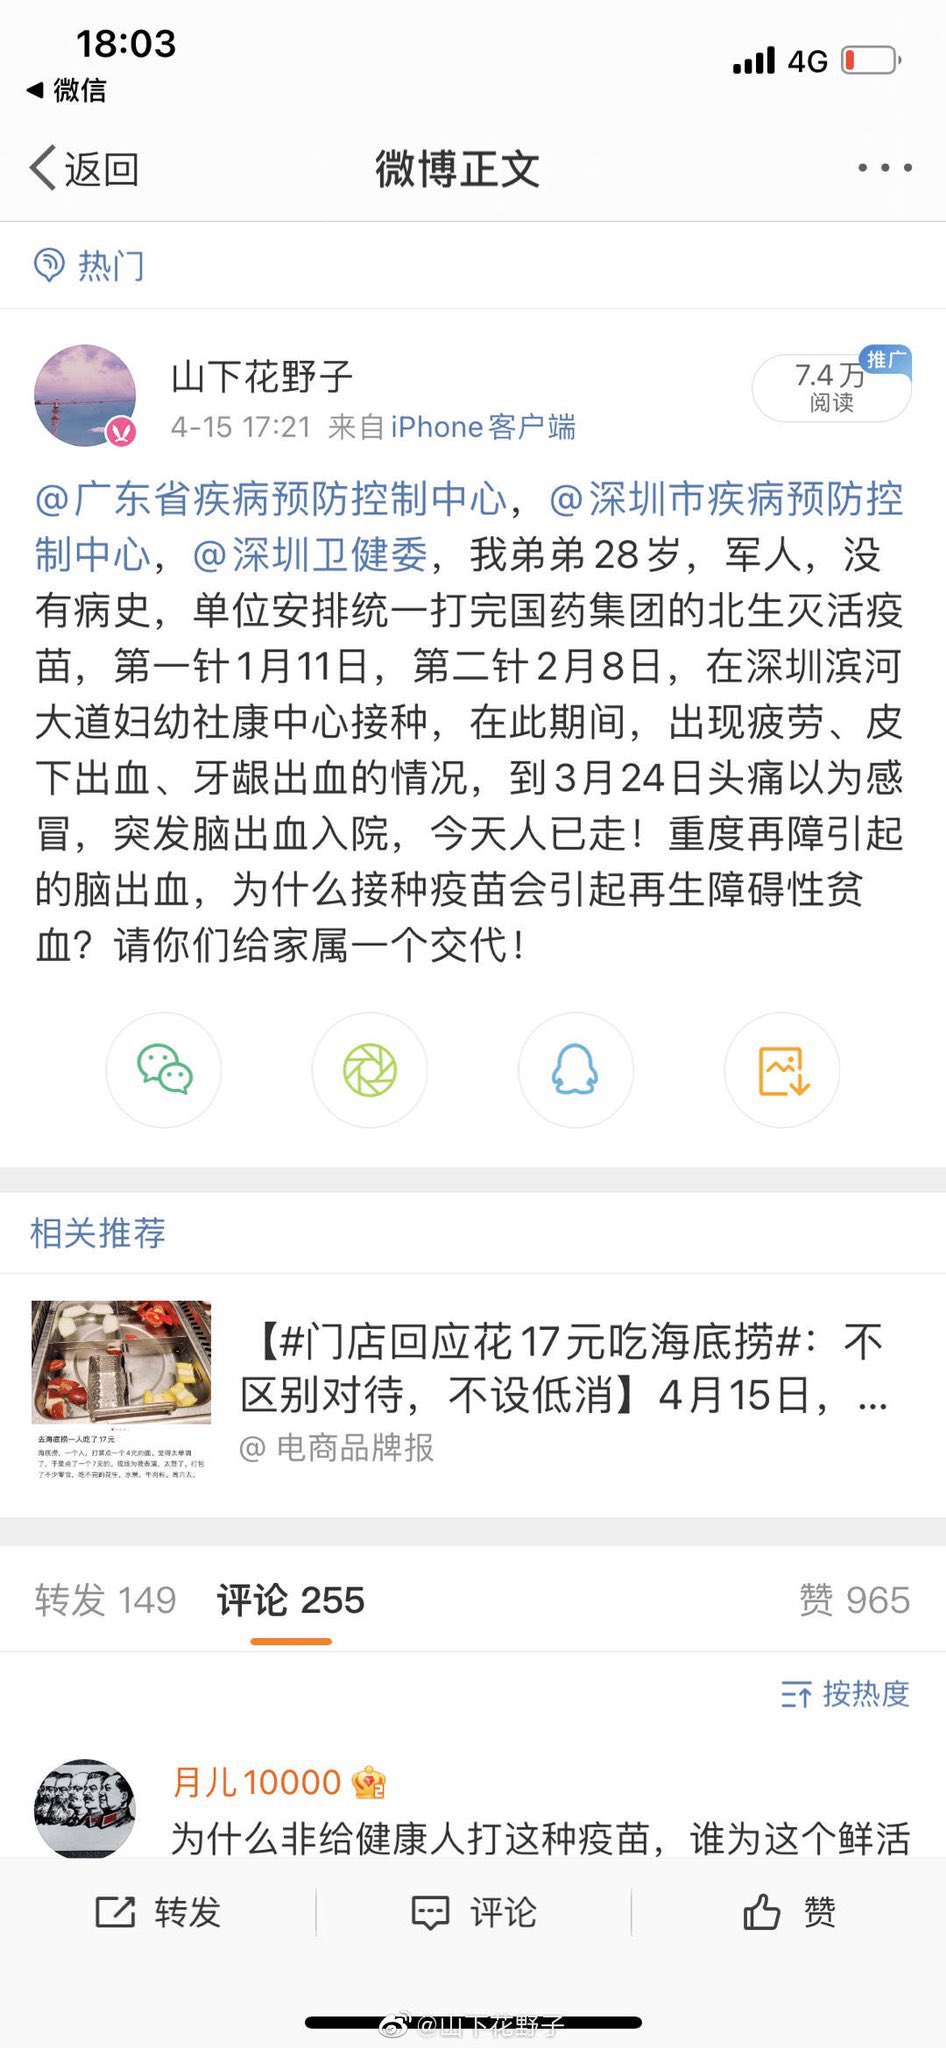 18:03
4G
微信
返回
微博正文
热门
山下花野子
7.4万
推广
阅读
4-15 17:21 来自 iPhone客户端
@广东省疾病预防控制中心，@深圳市疾病预防控
制中心，@深圳卫健委，我弟弟28岁，军人，没
有病史，单位安排统一打完国药集团的北生灭活疫
苗，第一针1月11日，第二针2月8日，在深圳滨河
大道妇幼社康中心接种，在此期间，出现疲劳、皮
下出血、牙龈出血的情况，到3月24日头痛以为感
冒，突发脑出血入院，今天人已走！重度再障引起
的脑出血，为什么接种疫苗会引起再生障碍性贫
血？请你们给家属一个交代！
相关推荐
【#门店回应花17元吃海底捞#：不
区别对待，不设低消】4月15日，...
@电商品牌报
去海底捞一人吃了17元
转发 149
评论 255
赞 965
按热度
月儿10000
为什么非给健康人打这种疫苗，谁为这个鲜活
转发
评论
赞
@山下花野子